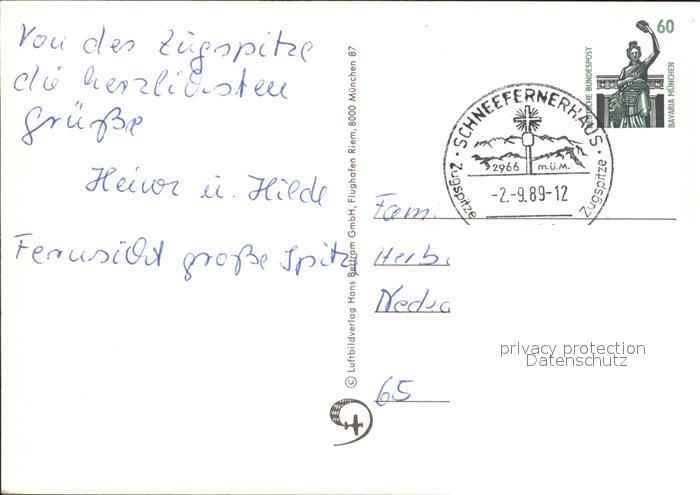 Von der Zugspitze
die herzlichsten
Grüße
Heinz u. Hilde
Fernsicht große Spitze
© Luftbildverlag Hans Bertram GmbH, Flughafen Riem, 8000 München 87
60
DEUTSCHE BUNDESPOST
BAVARIA MÜNCHEN
· SCHNEEFERNERHAUS ·
2966 m.ü.M.
Zugspitze
-2.-9.89-12
Zugspitze
Fam.
Herb
65
privacy protection
Datenschutz